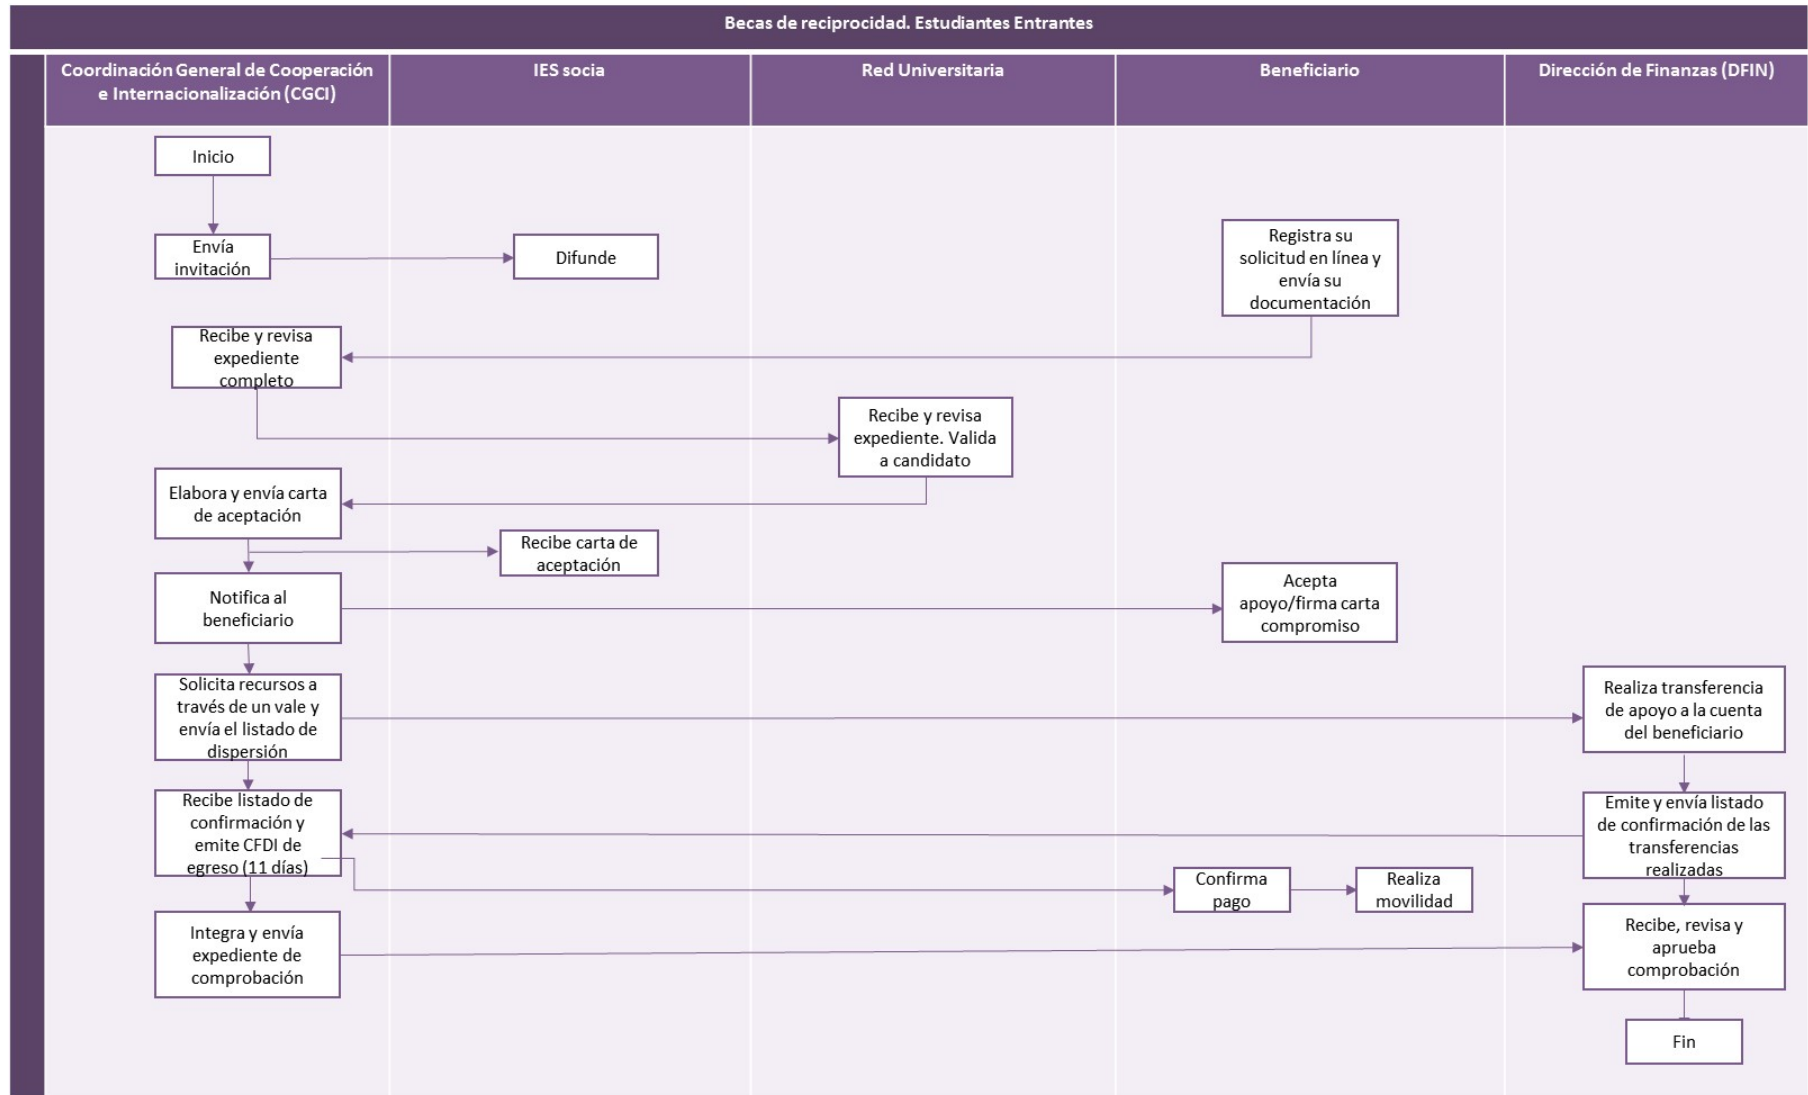 Becas de reciprocidad. Estudiantes Entrantes
Coordinación General de Cooperación
e Internacionalización (CGCI)
IES socia
Red Universitaria
Beneficiario
Dirección de Finanzas (DFIN)
Inicio
Envía
invitación
Difunde
Registra su
solicitud en línea y
envía su
documentación
Recibe y revisa
expediente
completo
Recibe y revisa
expediente. Valida
a candidato
Elabora y envía carta
de aceptación
Recibe carta de
aceptación
Notifica al
beneficiario
Acepta
apoyo/firma carta
compromiso
Solicita recursos a
través de un vale y
envía el listado de
dispersión
Realiza transferencia
de apoyo a la cuenta
del beneficiario
Recibe listado de
confirmación y
emite CFDI de
egreso (11 días)
Emite y envía listado
de confirmación de las
transferencias
realizadas
Confirma
pago
Realiza
movilidad
Integra y envía
expediente de
comprobación
Recibe, revisa y
aprueba
comprobación
Fin